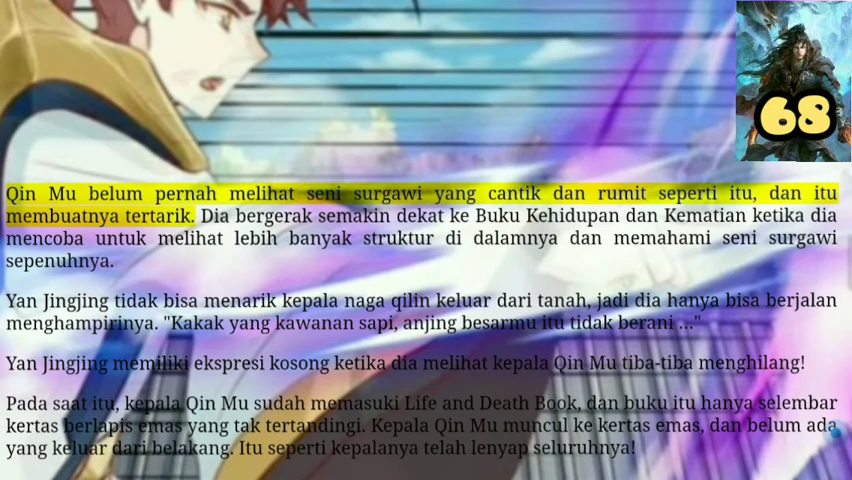 68
Qin Mu belum pernah melihat seni surgawi yang cantik dan rumit seperti itu, dan itu
membuatnya tertarik. Dia bergerak semakin dekat ke Buku Kehidupan dan Kematian ketika dia
mencoba untuk melihat lebih banyak struktur di dalamnya dan memahami seni surgawi
sepenuhnya.
Yan Jingjing tidak bisa menarik kepala naga qilin keluar dari tanah, jadi dia hanya bisa berjalan
menghampirinya. "Kakak yang kawanan sapi, anjing besarmu itu tidak berani ..."
Yan Jingjing memiliki ekspresi kosong ketika dia melihat kepala Qin Mu tiba-tiba menghilang!
Pada saat itu, kepala Qin Mu sudah memasuki Life and Death Book, dan buku itu hanya selembar
kertas berlapis emas yang tak tertandingi. Kepala Qin Mu muncul ke kertas emas, dan belum ada
yang keluar dari belakang. Itu seperti kepalanya telah lenyap seluruhnya!